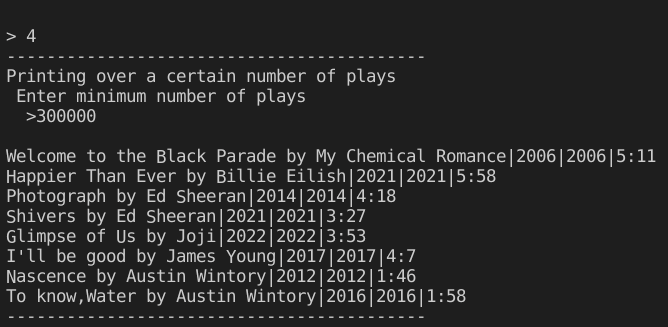 > 4
------------------------------------------
Printing over a certain number of plays
Enter minimum number of plays
>300000
Welcome to the Black Parade by My Chemical Romance|2006|2006|5:11
Happier Than Ever by Billie Eilish|2021|2021|5:58
Photograph by Ed Sheeran|2014|2014|4:18
Shivers by Ed Sheeran|2021|2021|3:27
Glimpse of Us by Joji|2022|2022|3:53
I'll be good by James Young|2017|2017|4:7
Nascence by Austin Wintory|2012|2012|1:46
To know,Water by Austin Wintory|2016|2016|1:58
------------------------------------------